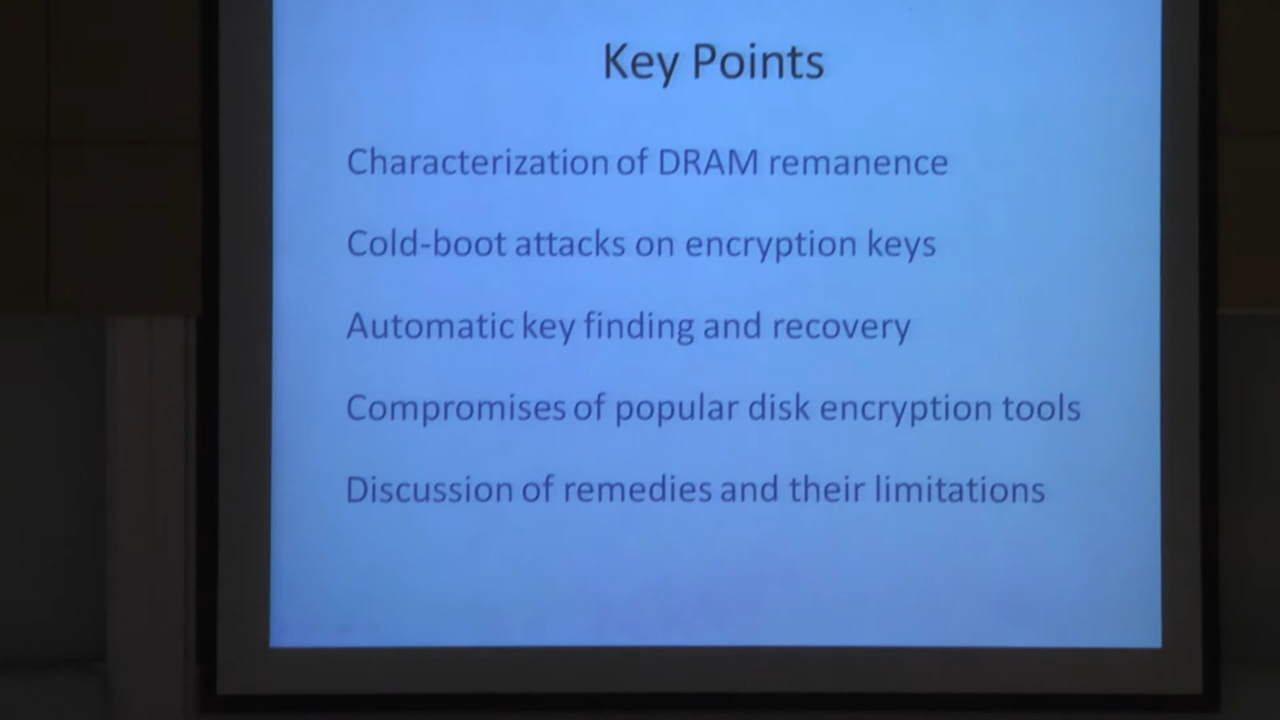 Key Points
Characterization of DRAM remanence
Cold-boot attacks on encryption keys
Automatic key finding and recovery
Compromises of popular disk encryption tools
Discussion of remedies and their limitations